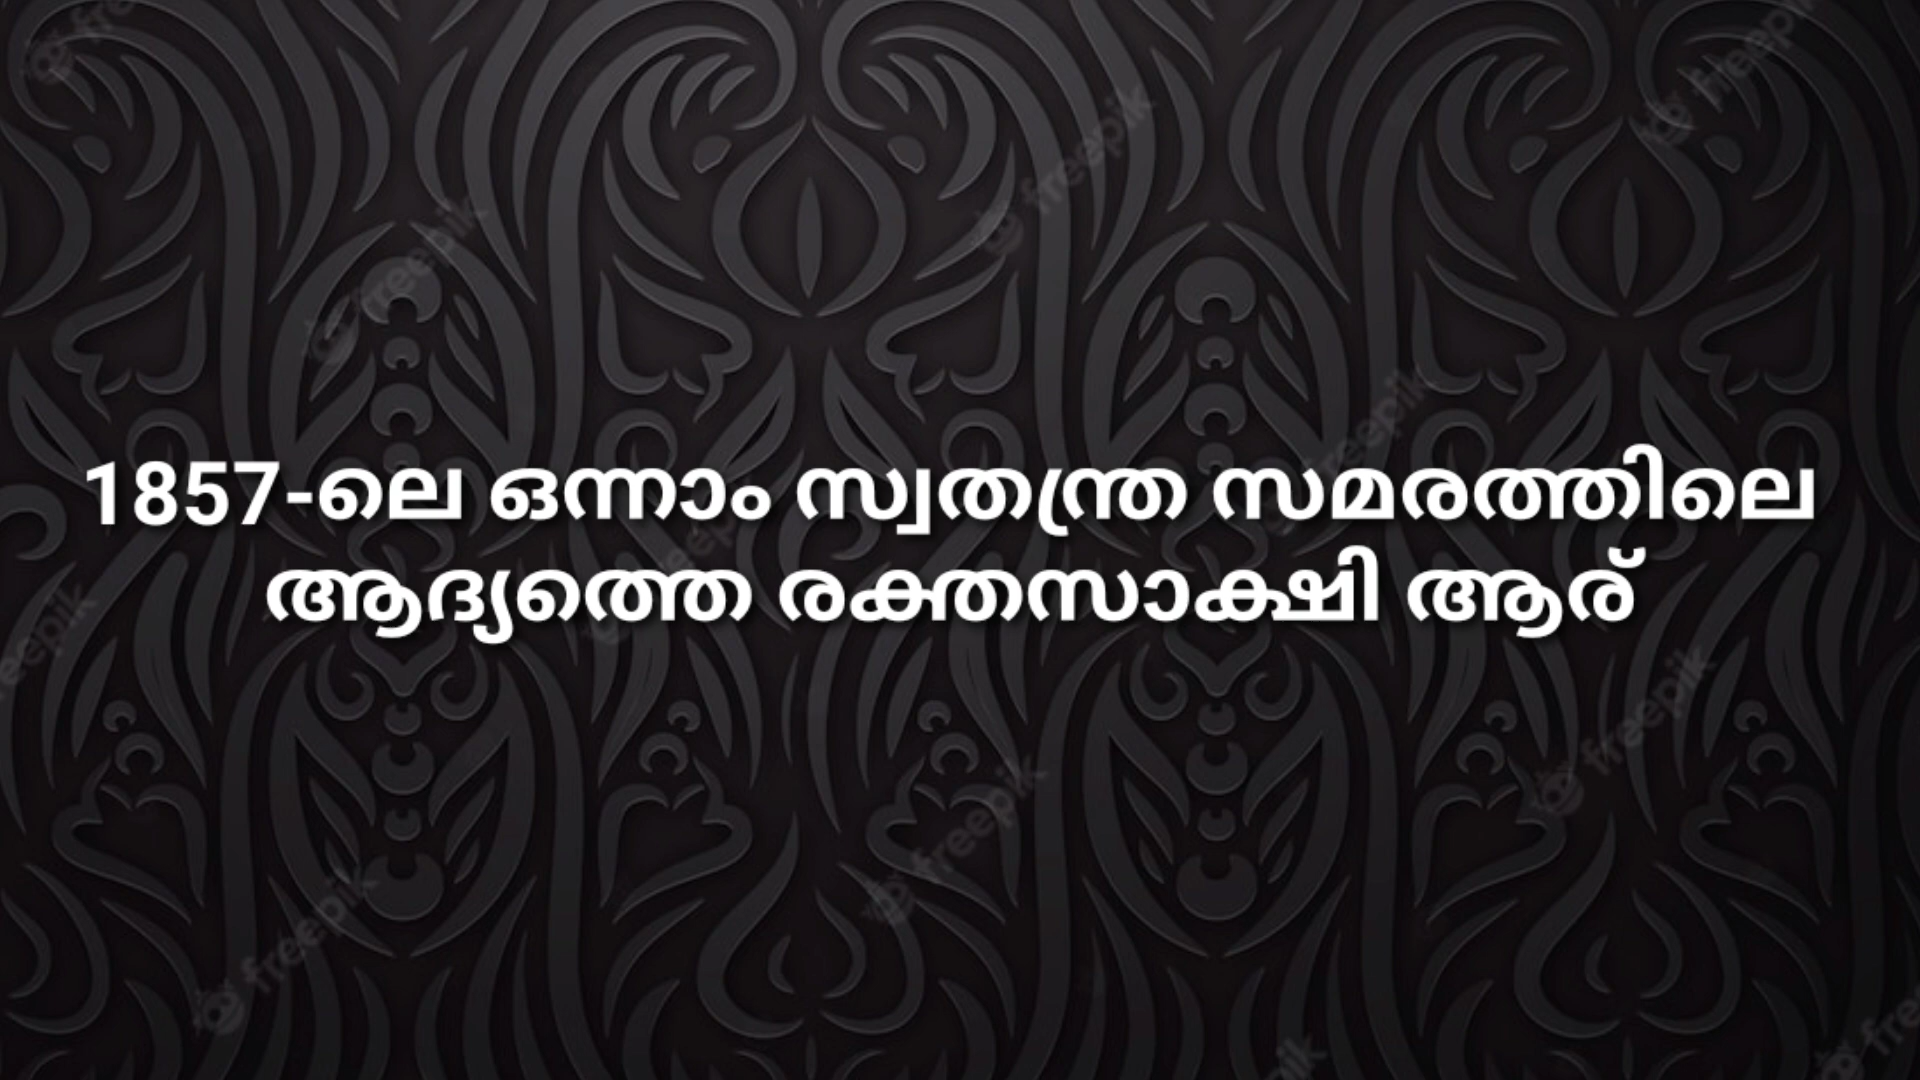 1857-ലെ ഒന്നാം സ്വതന്ത്ര സമരത്തിലെ
ആദ്യത്തെ രക്തസാക്ഷി ആര്